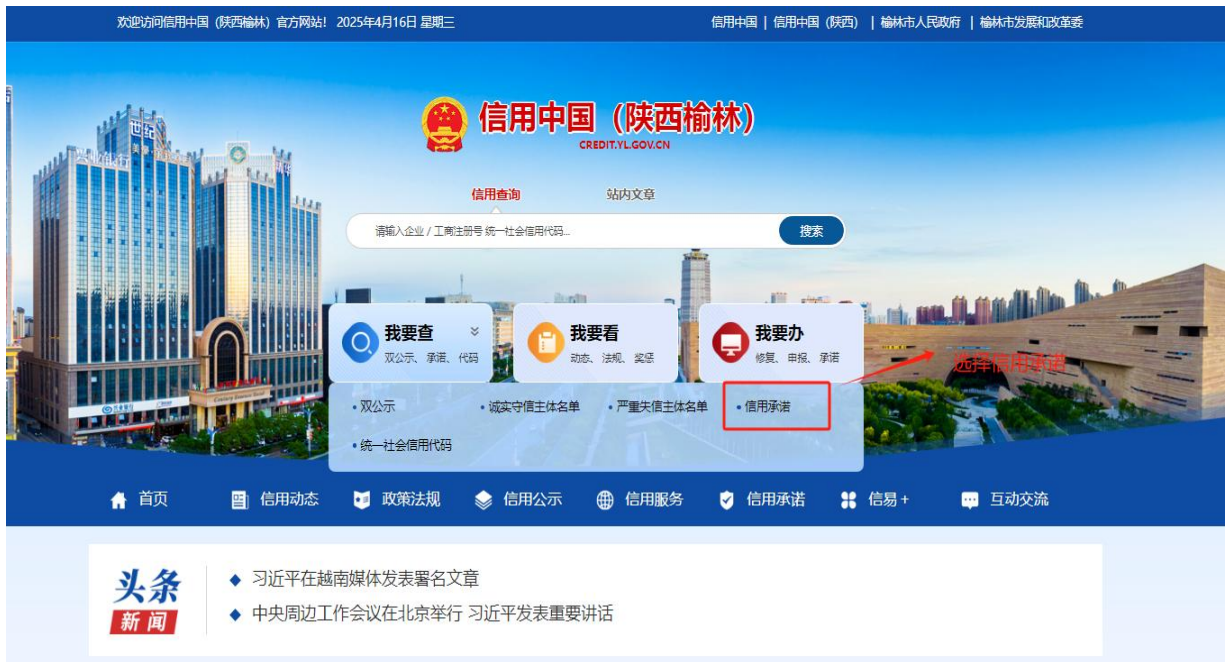 欢迎访问信用中国（陕西榆林）官方网站！ 2025年4月16日 星期三
信用中国 | 信用中国（陕西） | 榆林市人民政府 | 榆林市发展和改革委
信用中国（陕西榆林）
CREDIT.YL.GOV.CN
信用查询 站内文章
请输入企业 / 工商注册号 统一社会信用代码... 搜索
我要查 我要看 我要办
双公示、承诺、代码 动态、法规、奖惩 修复、申报、承诺
选择信用承诺
• 双公示 • 诚实守信主体名单 • 严重失信主体名单 • 信用承诺
• 统一社会信用代码
首页 信用动态 政策法规 信用公示 信用服务 信用承诺 信易+ 互动交流
头条
新闻
◆ 习近平在越南媒体发表署名文章
◆ 中央周边工作会议在北京举行 习近平发表重要讲话